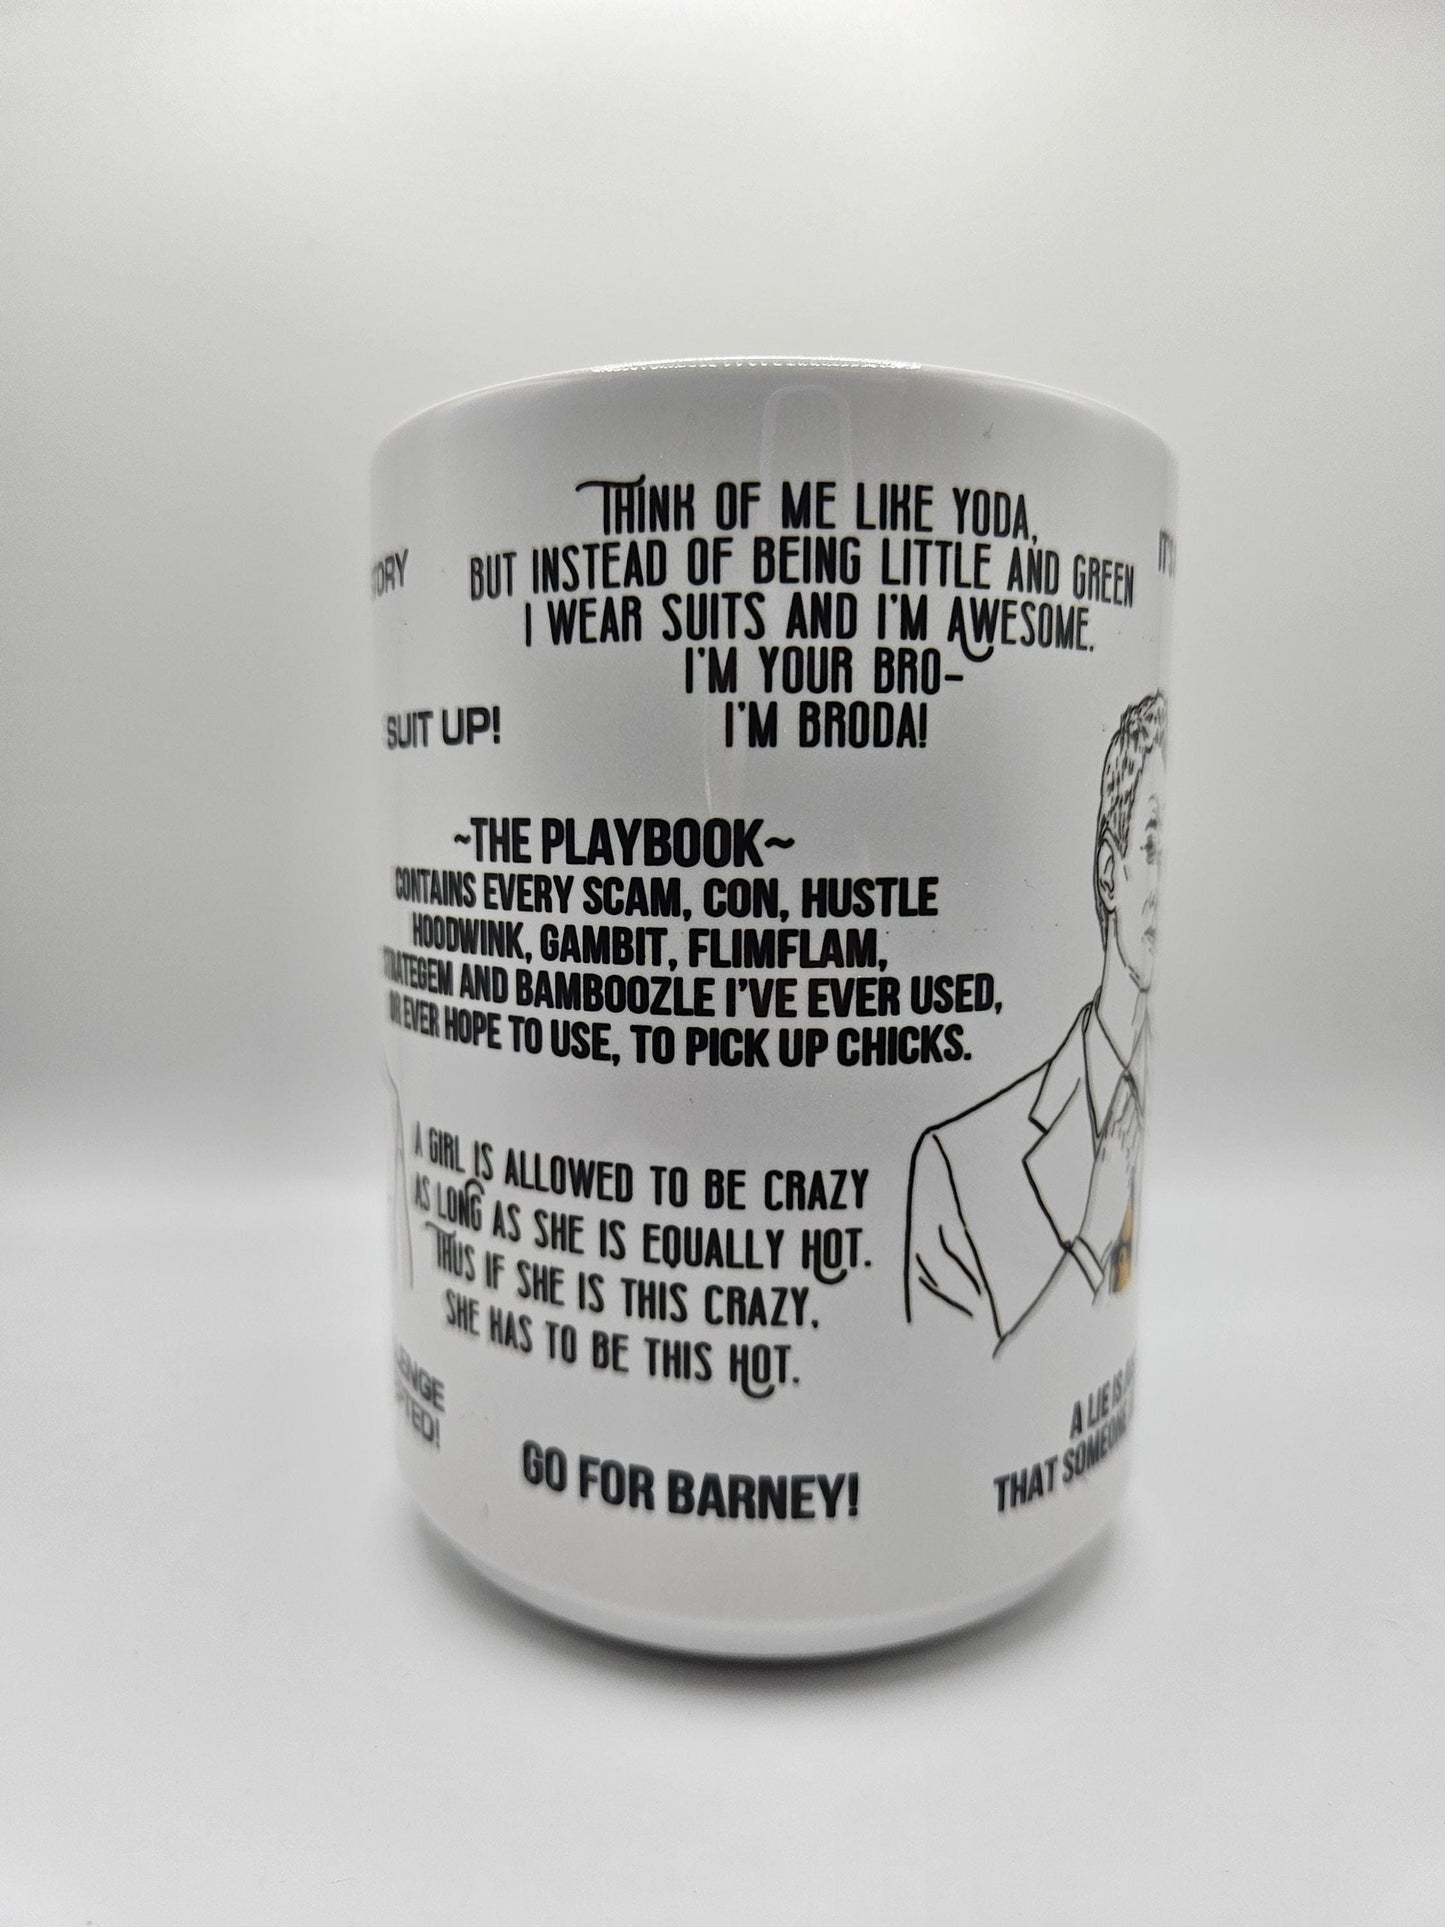 THINK OF ME LIKE YODA,
BUT INSTEAD OF BEING LITTLE AND GREEN
I WEAR SUITS AND I'M AWESOME.
I'M YOUR BRO-
I'M BRODA!
SUIT UP!
~THE PLAYBOOK~
CONTAINS EVERY SCAM, CON, HUSTLE
HOODWINK, GAMBIT, FLIMFLAM,
STRATEGEM AND BAMBOOZLE I'VE EVER USED,
OR EVER HOPE TO USE, TO PICK UP CHICKS.
A GIRL IS ALLOWED TO BE CRAZY
AS LONG AS SHE IS EQUALLY HOT.
THUS IF SHE IS THIS CRAZY,
SHE HAS TO BE THIS HOT.
GO FOR BARNEY!
A LIE IS
THAT SOMEONE